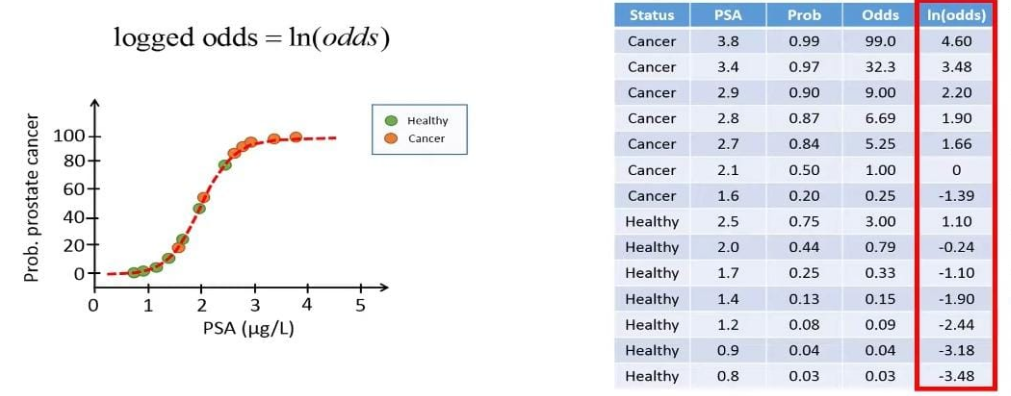 logged odds = ln(odds)
Prob. prostate cancer
100
80
60
40
20
0
0 1 2 3 4 5
PSA (µg/L)
Healthy
Cancer
Status PSA Prob Odds ln(odds)
Cancer 3.8 0.99 99.0 4.60
Cancer 3.4 0.97 32.3 3.48
Cancer 2.9 0.90 9.00 2.20
Cancer 2.8 0.87 6.69 1.90
Cancer 2.7 0.84 5.25 1.66
Cancer 2.1 0.50 1.00 0
Cancer 1.6 0.20 0.25 -1.39
Healthy 2.5 0.75 3.00 1.10
Healthy 2.0 0.44 0.79 -0.24
Healthy 1.7 0.25 0.33 -1.10
Healthy 1.4 0.13 0.15 -1.90
Healthy 1.2 0.08 0.09 -2.44
Healthy 0.9 0.04 0.04 -3.18
Healthy 0.8 0.03 0.03 -3.48